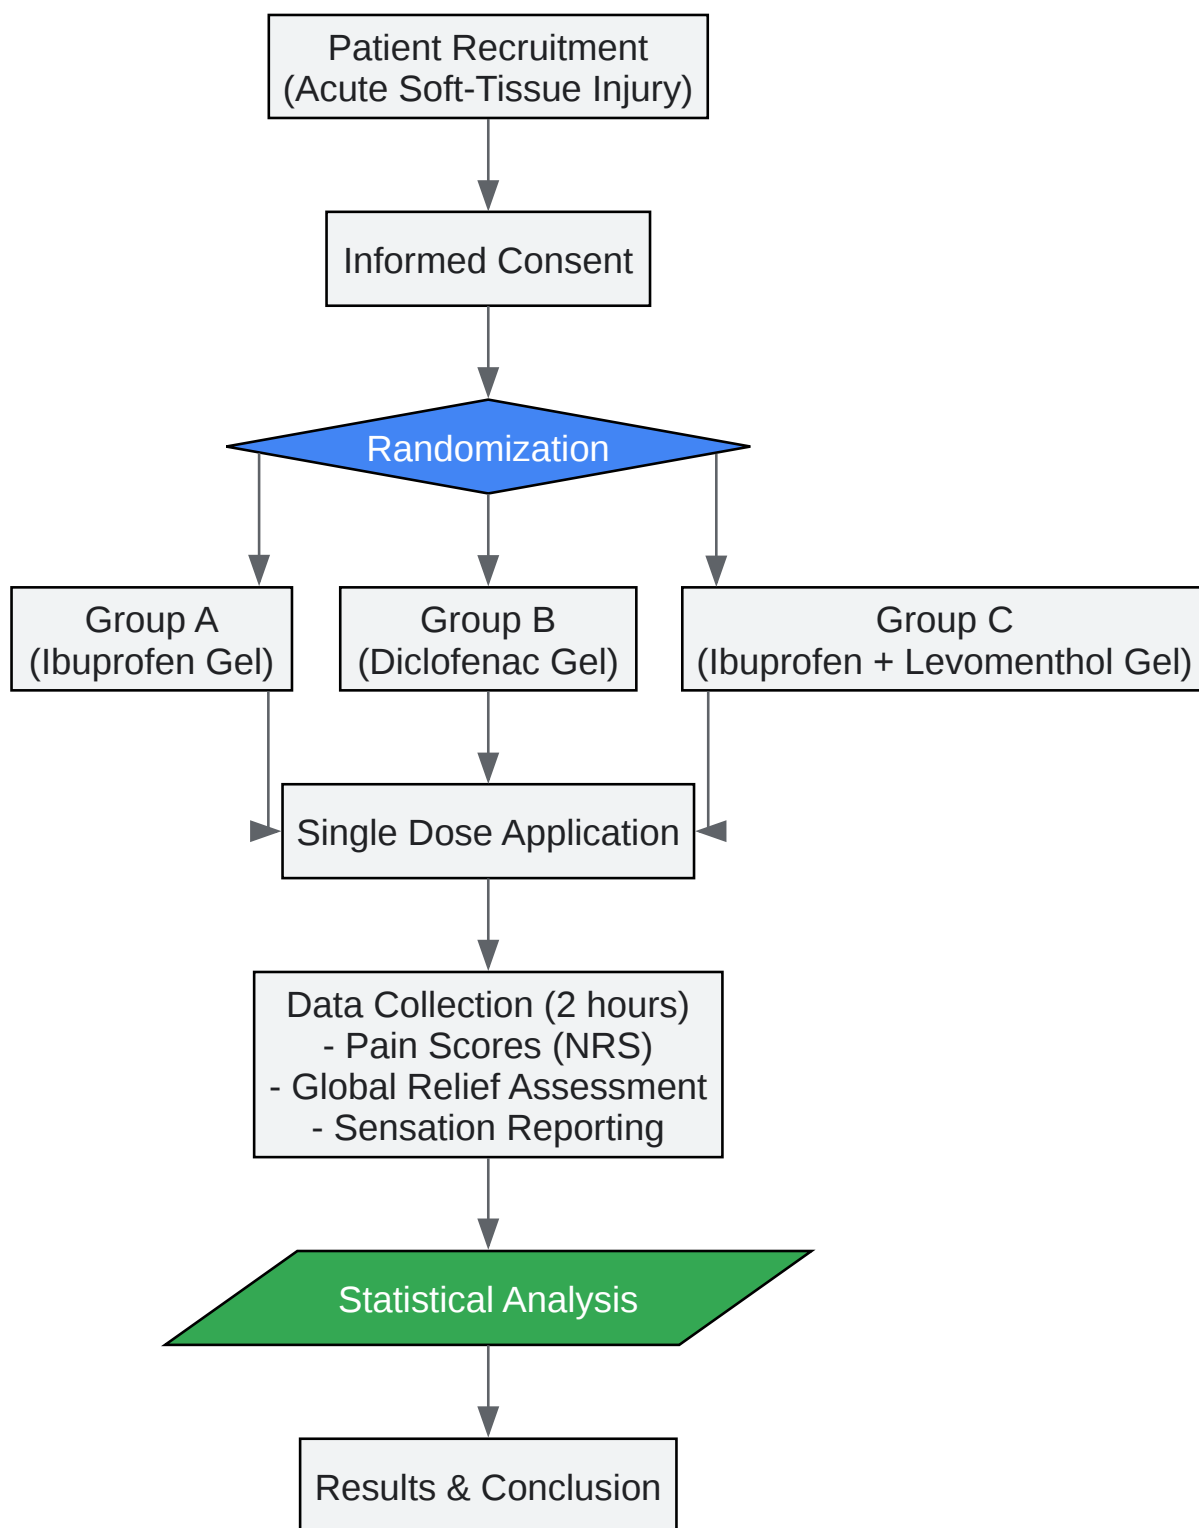 Patient Recruitment
(Acute Soft-Tissue Injury)
Informed Consent
Randomization
Group A
(Ibuprofen Gel)
Group B
(Diclofenac Gel)
Group C
(Ibuprofen + Levomenthol Gel)
Single Dose Application
Data Collection (2 hours)
- Pain Scores (NRS)
- Global Relief Assessment
- Sensation Reporting
Statistical Analysis
Results & Conclusion